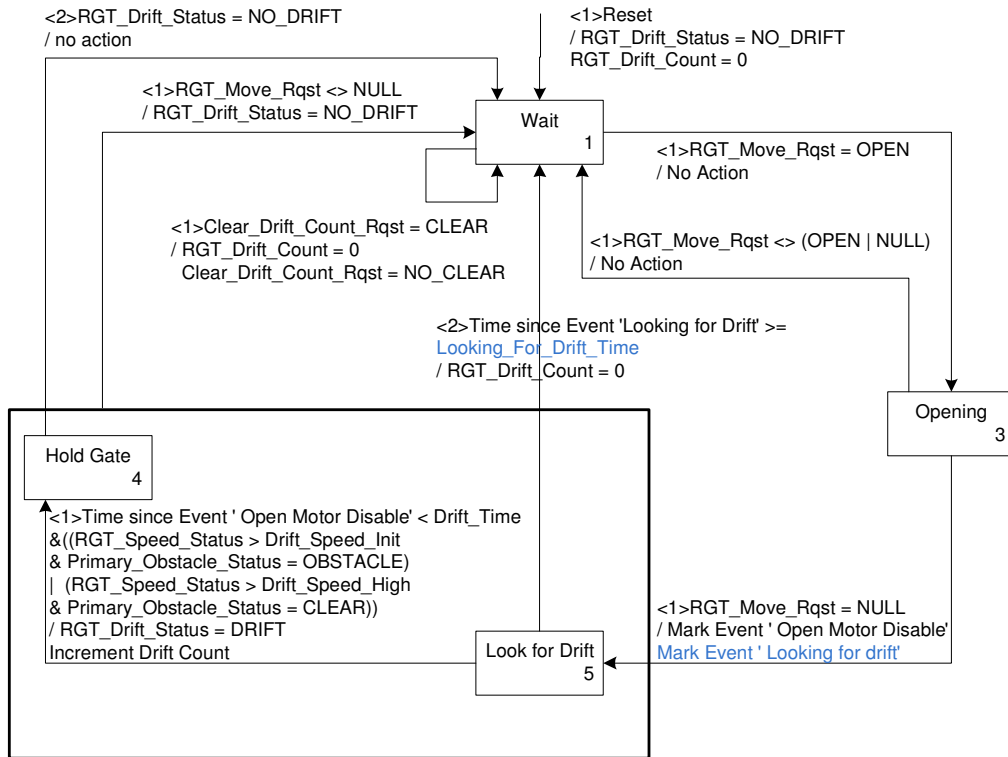 <2>RGT_Drift_Status = NO_DRIFT
/ no action
<1>Reset
/ RGT_Drift_Status = NO_DRIFT
RGT_Drift_Count = 0
<1>RGT_Move_Rqst <> NULL
/ RGT_Drift_Status = NO_DRIFT
Wait
1
<1>RGT_Move_Rqst = OPEN
/ No Action
<1>Clear_Drift_Count_Rqst = CLEAR
/ RGT_Drift_Count = 0
Clear_Drift_Count_Rqst = NO_CLEAR
<1>RGT_Move_Rqst <> (OPEN | NULL)
/ No Action
<2>Time since Event 'Looking for Drift' >=
Looking_For_Drift_Time
/ RGT_Drift_Count = 0
Opening
3
Hold Gate
4
<1>Time since Event ' Open Motor Disable' < Drift_Time
&((RGT_Speed_Status > Drift_Speed_Init
& Primary_Obstacle_Status = OBSTACLE)
| (RGT_Speed_Status > Drift_Speed_High
& Primary_Obstacle_Status = CLEAR))
/ RGT_Drift_Status = DRIFT
Increment Drift Count
Look for Drift
5
<1>RGT_Move_Rqst = NULL
/ Mark Event ' Open Motor Disable'
Mark Event ' Looking for drift'